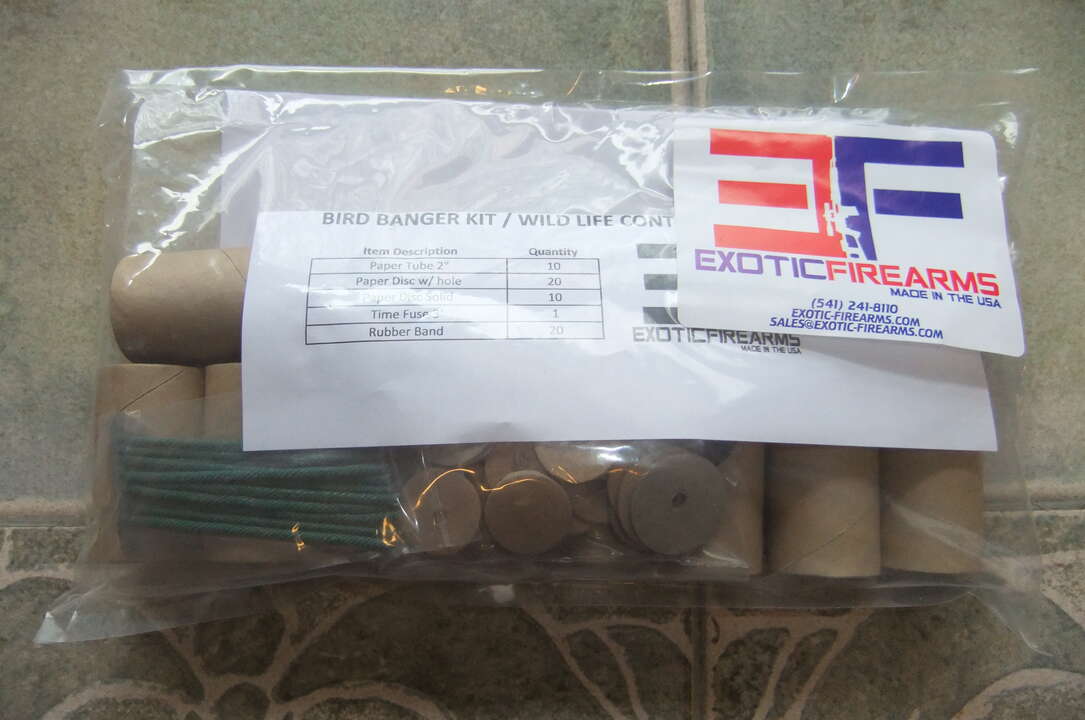 BIRD BANGER KIT / WILD LIFE CONT
Item Description Quantity
Paper Tube 2" 10
Paper Disc w/ hole 20
Paper Disc Solid 10
Time Fuse 1
Rubber Band 20
EXOTICFIREARMS
MADE IN THE USA
EF
EXOTICFIREARMS
MADE IN THE USA
(541) 241-8110
EXOTIC-FIREARMS.COM
SALES@EXOTIC-FIREARMS.COM